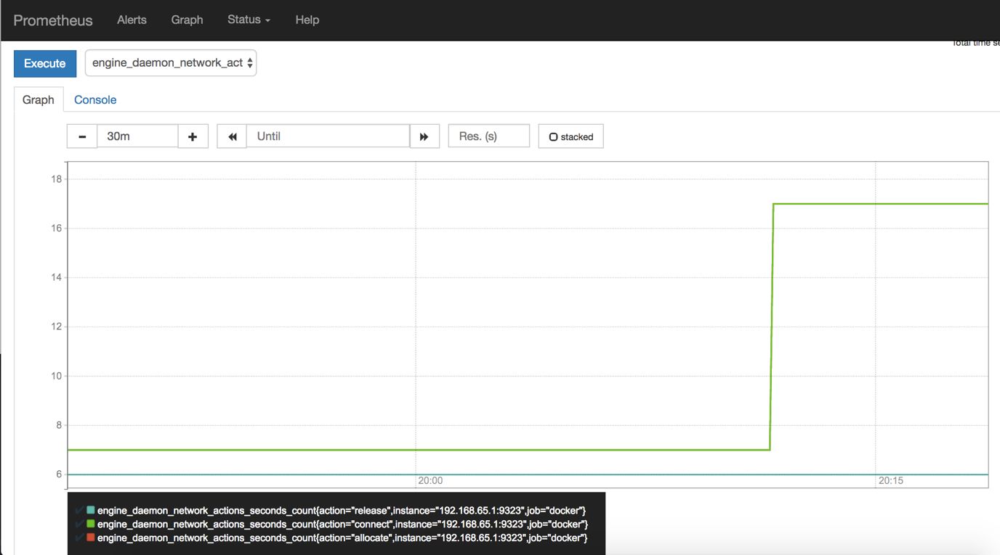 Prometheus Alerts Graph Status Help
Total time se
Execute engine_daemon_network_act
Graph Console
30m Until Res. (s) stacked
18
16
14
12
10
8
6
20:00 20:15
engine_daemon_network_actions_seconds_count{action="release",instance="192.168.65.1:9323",job="docker"}
engine_daemon_network_actions_seconds_count{action="connect",instance="192.168.65.1:9323",job="docker"}
engine_daemon_network_actions_seconds_count{action="allocate",instance="192.168.65.1:9323",job="docker"}